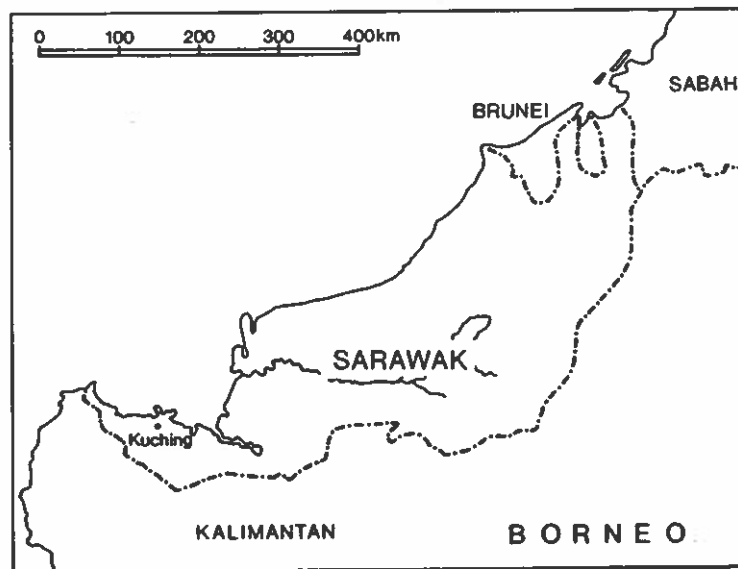 0 100 200 300 400km
SABAH
BRUNEI
SARAWAK
Kuching
KALIMANTAN
BORNEO